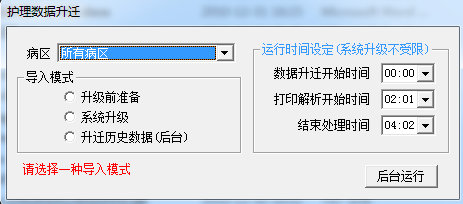 护理数据升迁
病区 所有病区
导入模式
升级前准备
系统升级
升迁历史数据(后台)
请选择一种导入模式
运行时间设定(系统升级不受限)
数据升迁开始时间 00:00
打印解析开始时间 02:01
结束处理时间 04:02
后台运行